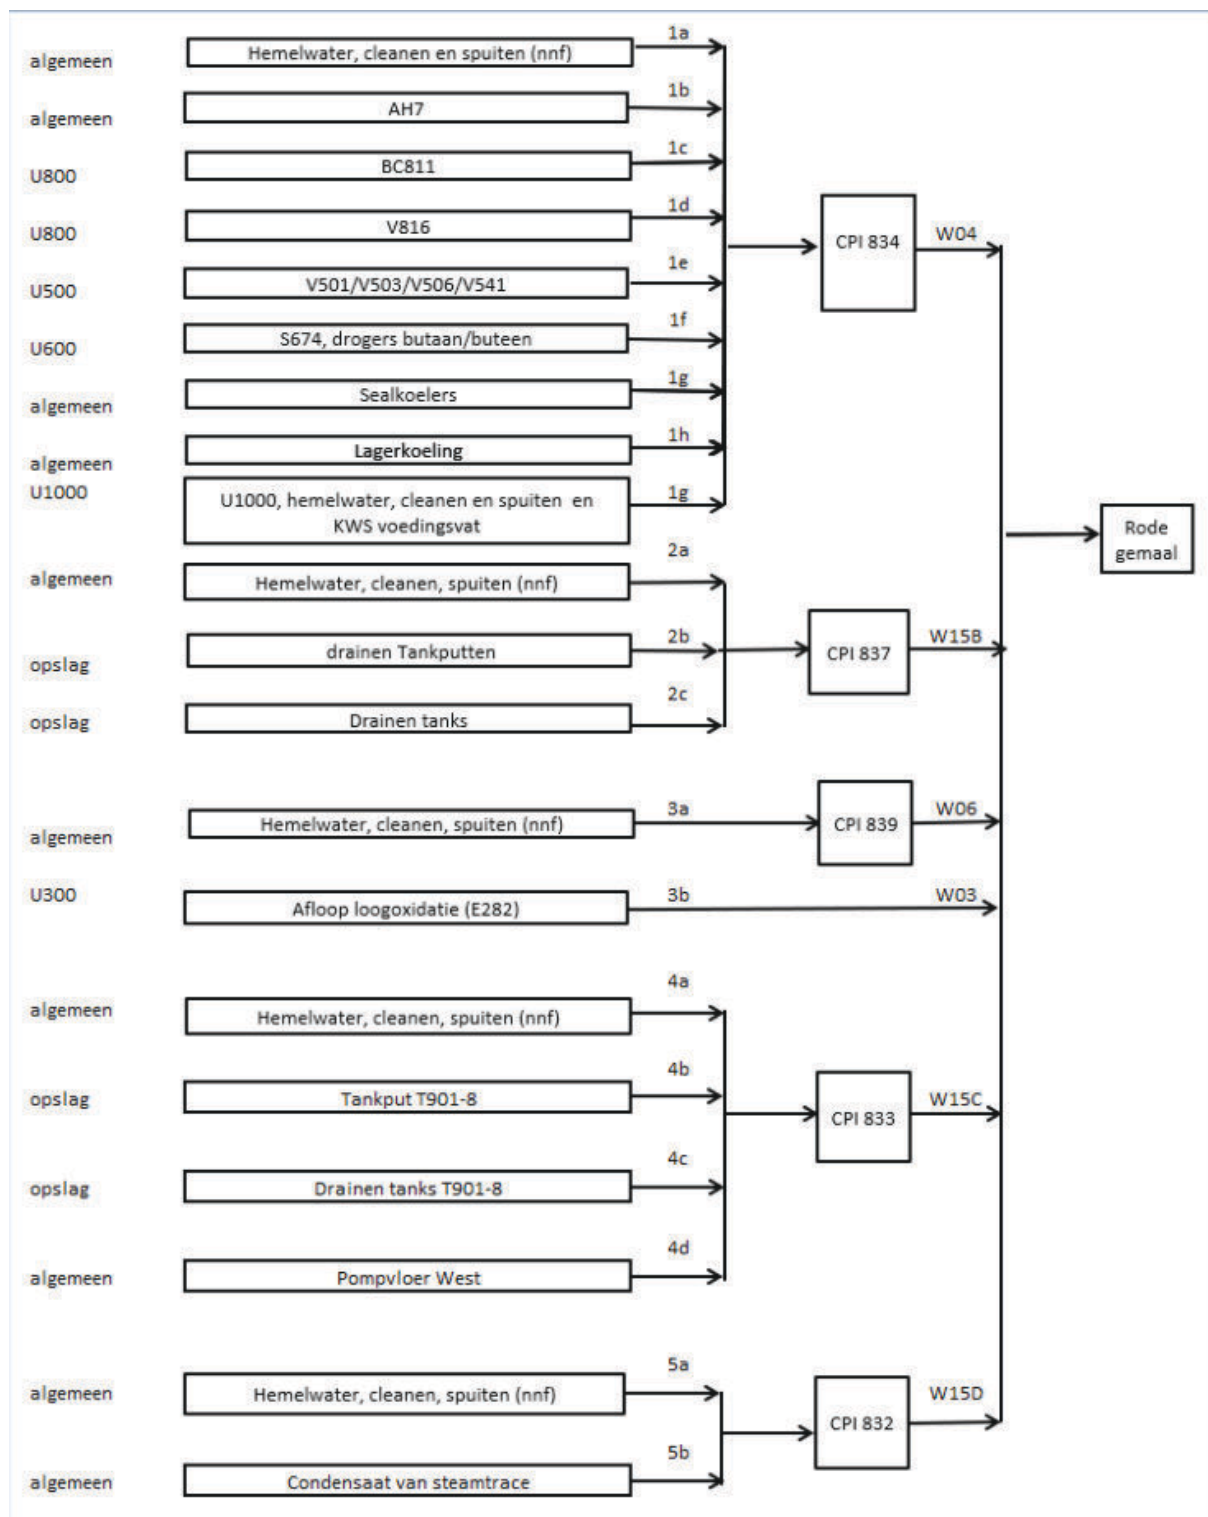 algemeen
Hemelwater, cleanen en spuiten (nnf)
1a
algemeen
AH7
1b
U800
BC811
1c
U800
V816
1d
CPI 834
W04
U500
V501/V503/V506/V541
1e
U600
S674, drogers butaan/buteen
1f
algemeen
Sealkoelers
1g
algemeen
Lagerkoeling
1h
U1000
U1000, hemelwater, cleanen en spuiten en
KWS voedingsvat
1g
Rode
gemaal
algemeen
Hemelwater, cleanen, spuiten (nnf)
2a
opslag
drainen Tankputten
2b
CPI 837
W15B
opslag
Drainen tanks
2c
algemeen
Hemelwater, cleanen, spuiten (nnf)
3a
CPI 839
W06
U300
Afloop loogoxidatie (E282)
3b
W03
algemeen
Hemelwater, cleanen, spuiten (nnf)
4a
opslag
Tankput T901-8
4b
CPI 833
W15C
opslag
Drainen tanks T901-8
4c
algemeen
Pompvloer West
4d
algemeen
Hemelwater, cleanen, spuiten (nnf)
5a
CPI 832
W15D
algemeen
Condensaat van steamtrace
5b